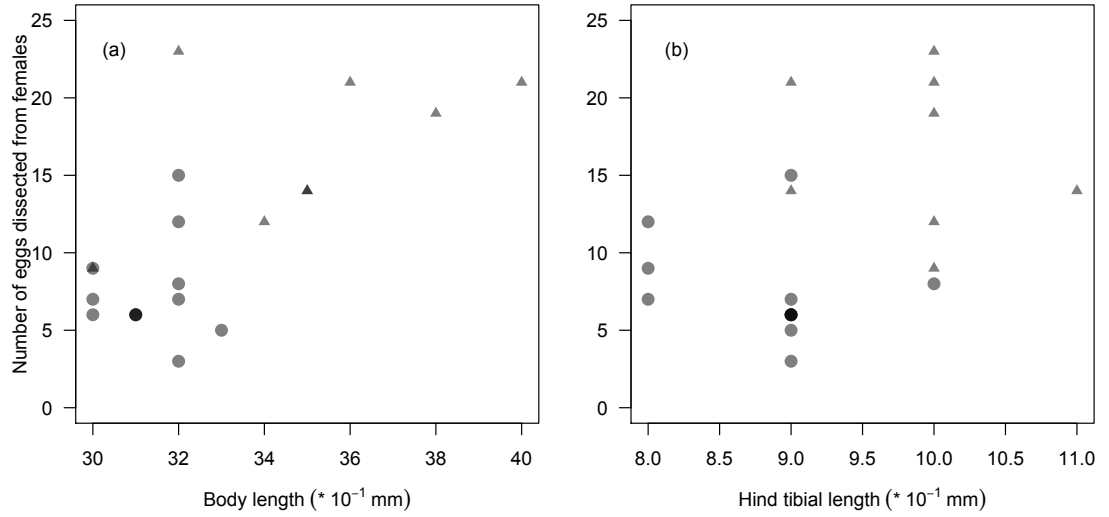 Number of eggs dissected from females
25
20
15
10
5
0
(a)
30 32 34 36 38 40
Body length (* 10⁻¹ mm)
25
20
15
10
5
0
(b)
8.0 8.5 9.0 9.5 10.0 10.5 11.0
Hind tibial length (* 10⁻¹ mm)